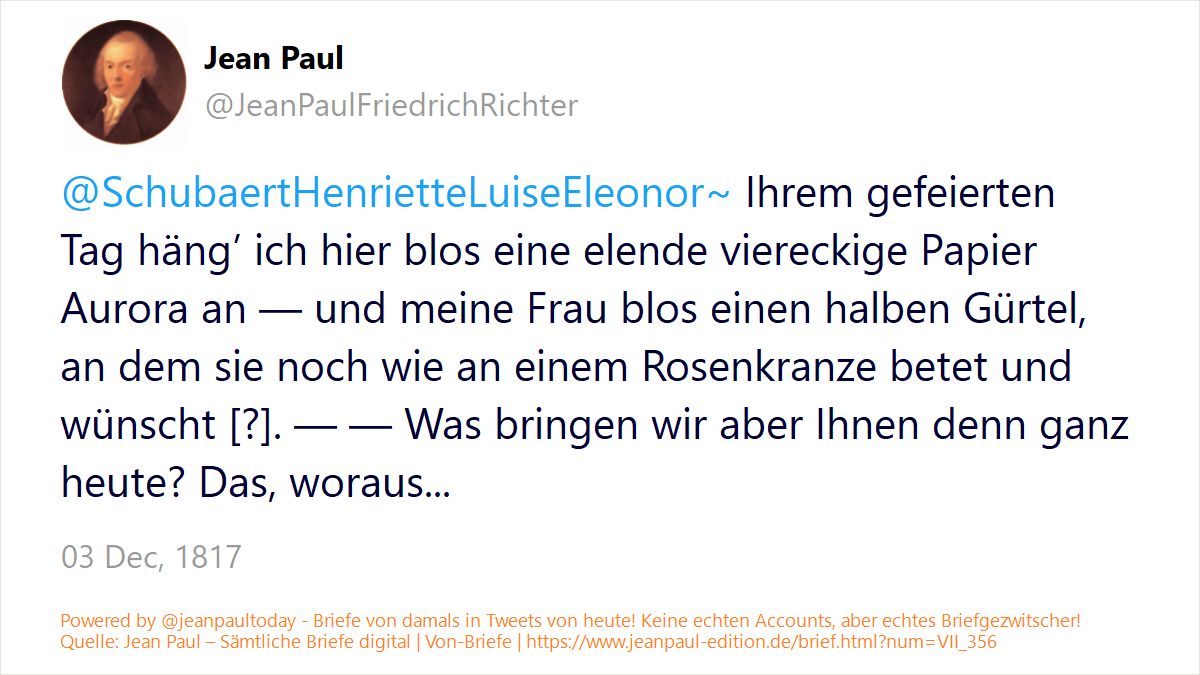 Jean Paul
@JeanPaulFriedrichRichter
@SchubaertHenrietteLuiseEleonor~ Ihrem gefeierten
Tag häng’ ich hier blos eine elende viereckige Papier
Aurora an — und meine Frau blos einen halben Gürtel,
an dem sie noch wie an einem Rosenkranze betet und
wünscht [?]. — — Was bringen wir aber Ihnen denn ganz
heute? Das, woraus...
03 Dec, 1817
Powered by @jeanpaultoday - Briefe von damals in Tweets von heute! Keine echten Accounts, aber echtes Briefgezwitscher!
Quelle: Jean Paul – Sämtliche Briefe digital | Von-Briefe | https://www.jeanpaul-edition.de/brief.html?num=VII_356